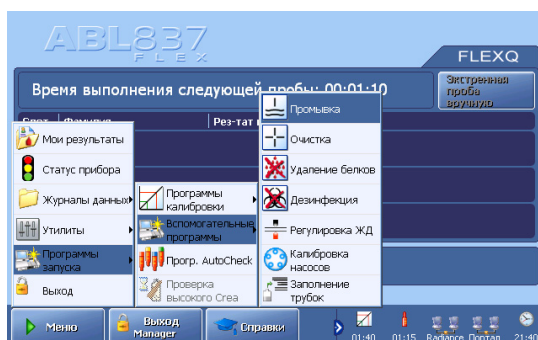 ABL837
FLEX
FLEXQ
Время выполнения следующей пробы: 00:01:10
Экстренная
проба
вручную
Рез-тат
Мои результаты
Статус прибора
Журналы данных
Утилиты
Программы
запуска
Выход
Программы
калибровки
Вспомогательные
программы
Прогр. AutoCheck
Проверка
высокого Crea
Промывка
Очистка
Удаление белков
Дезинфекция
Регулировка ЖД
Калибровка
насосов
Заполнение
трубок
Меню
Выход
Manager
Справки
01:40
01:15
Radiance
Портал
21:40